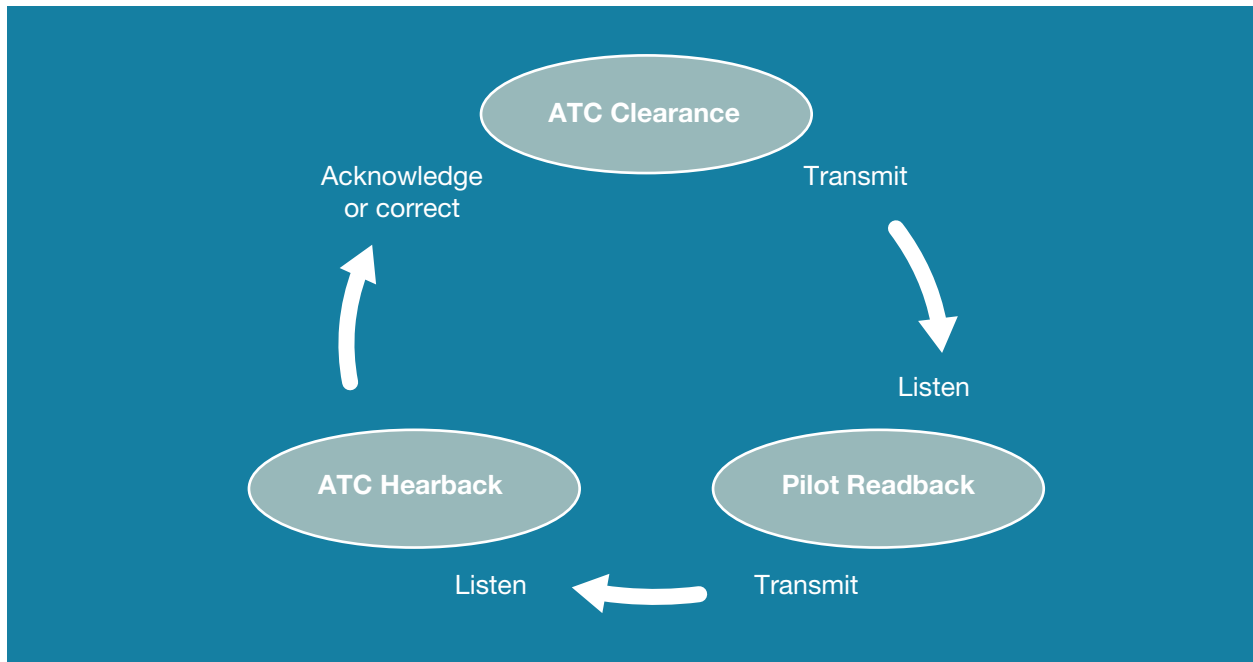 ATC Clearance
Transmit
Listen
Pilot Readback
Transmit
Listen
ATC Hearback
Acknowledge
or correct